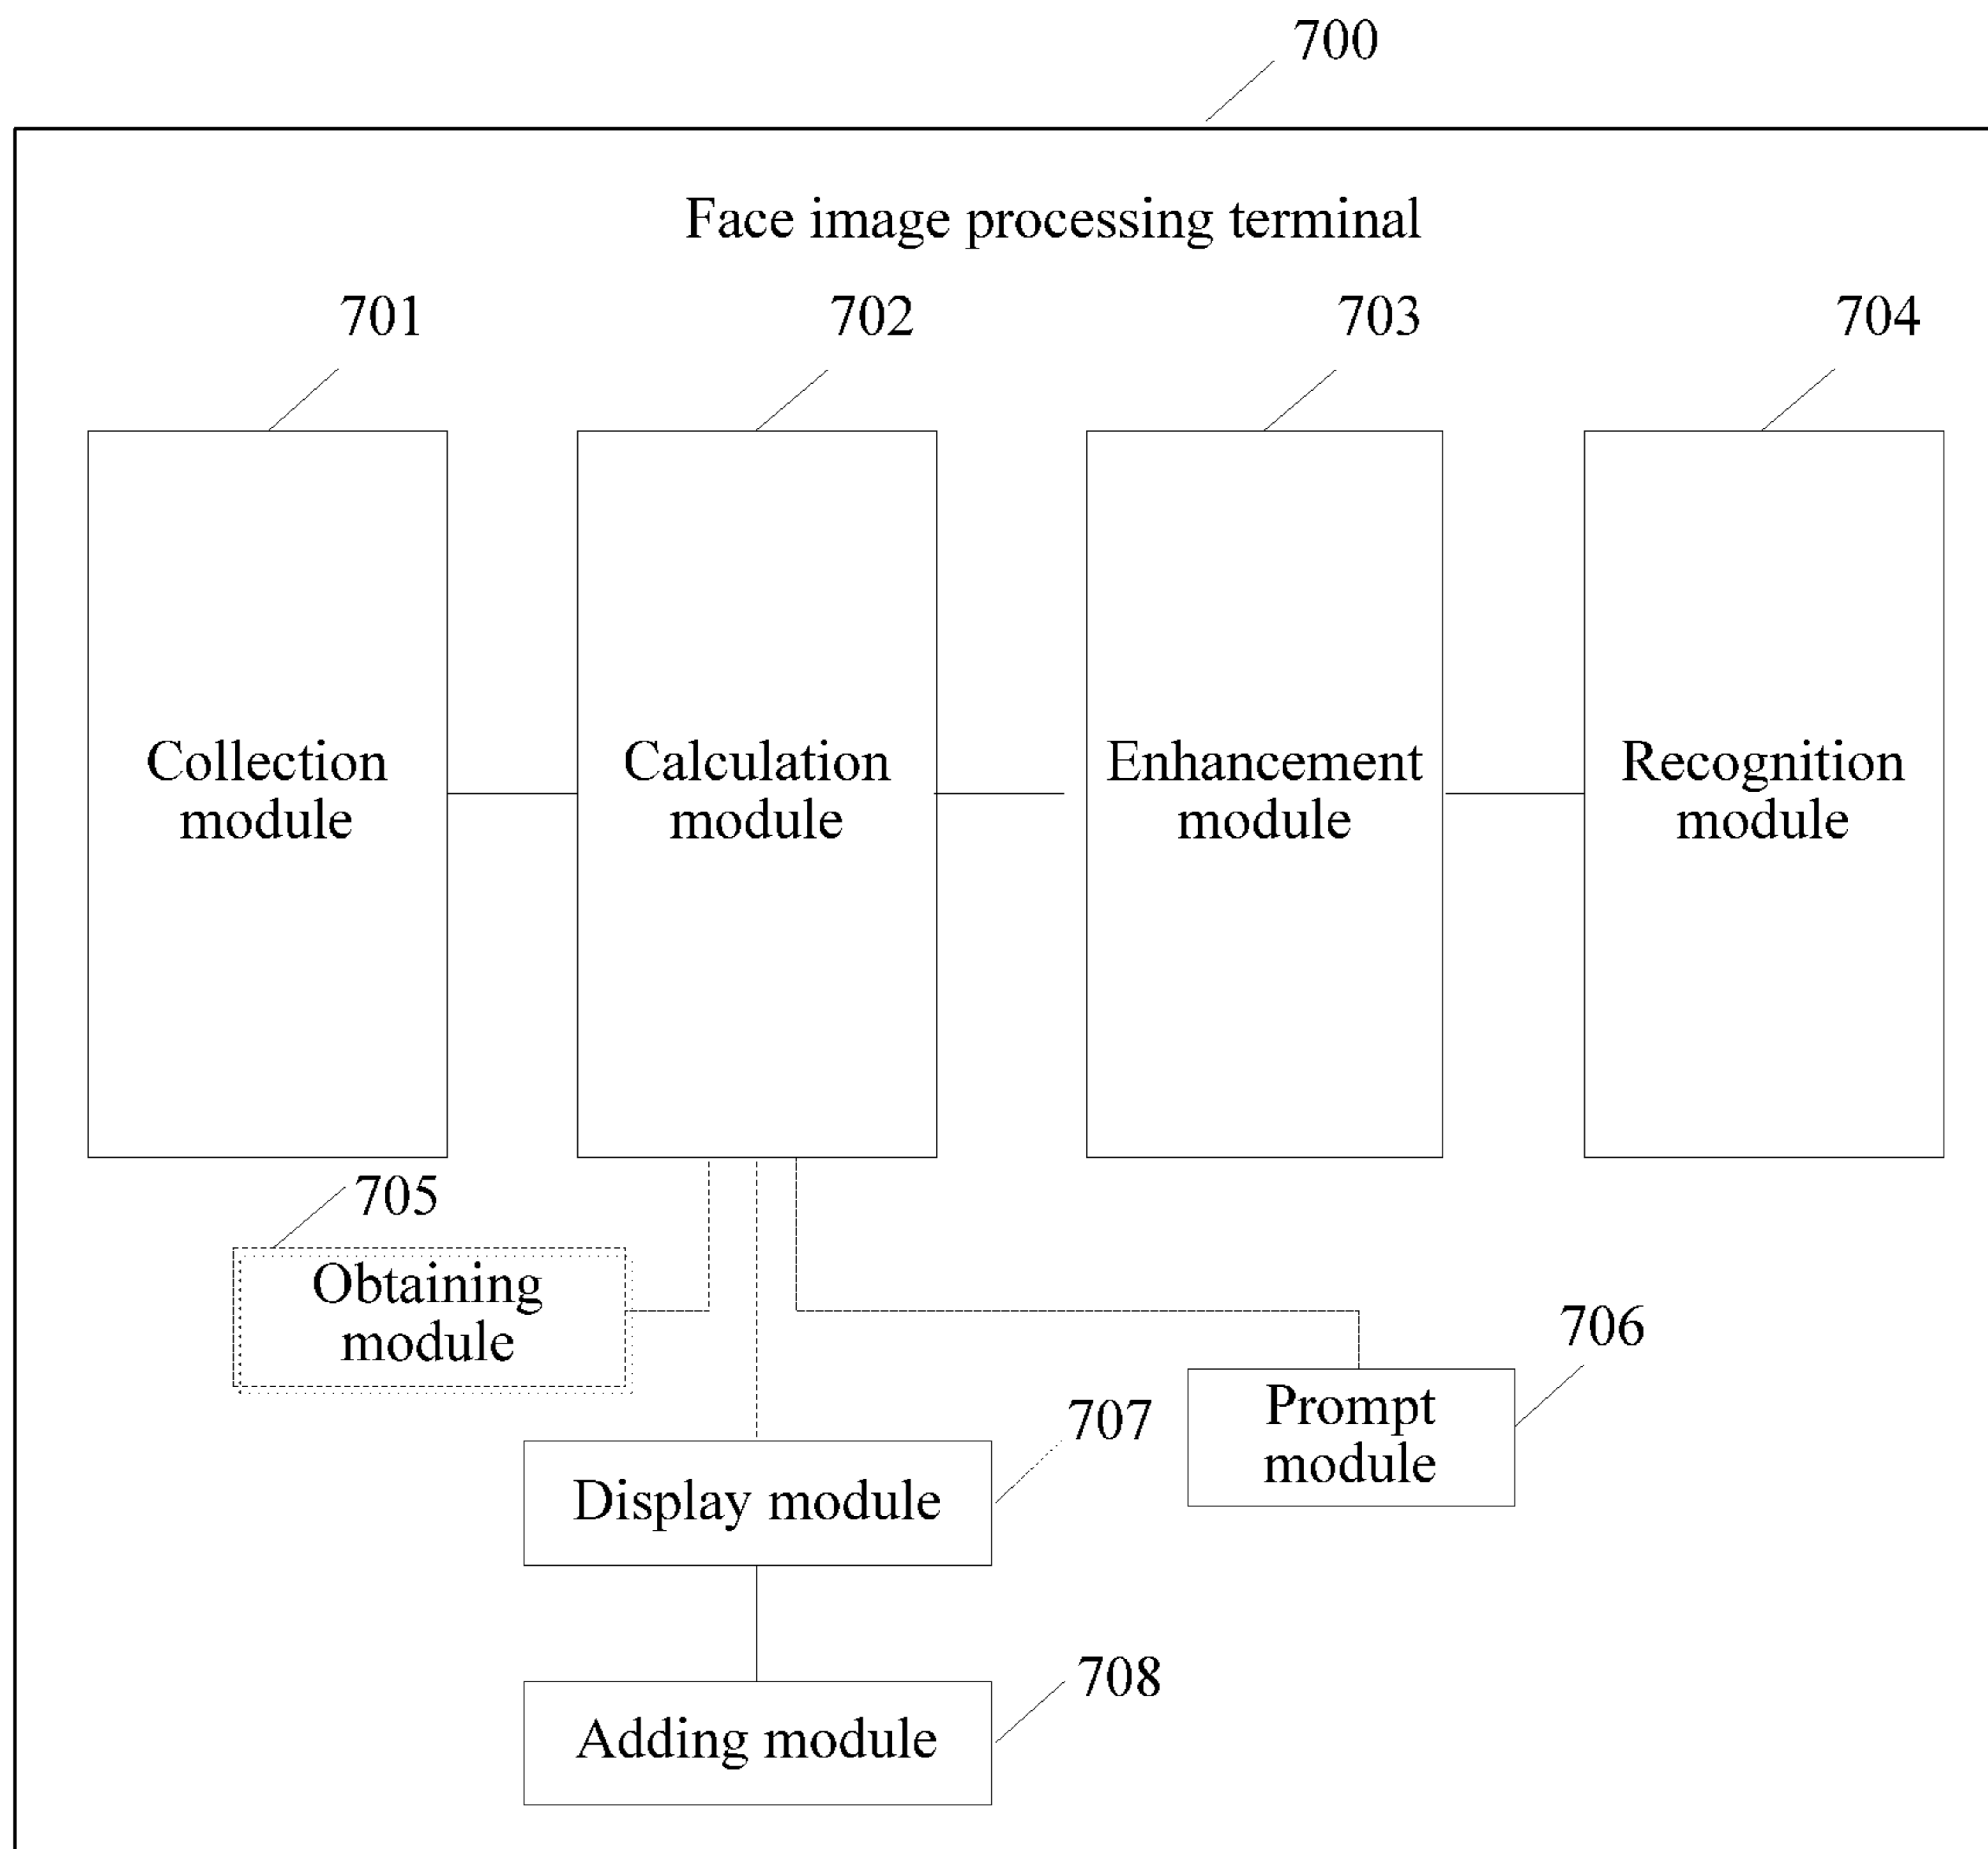 700
Face image processing terminal
701
702
703
704
Collection
module
Calculation
module
Enhancement
module
Recognition
module
705
Obtaining
module
706
Prompt
module
707
Display module
708
Adding module